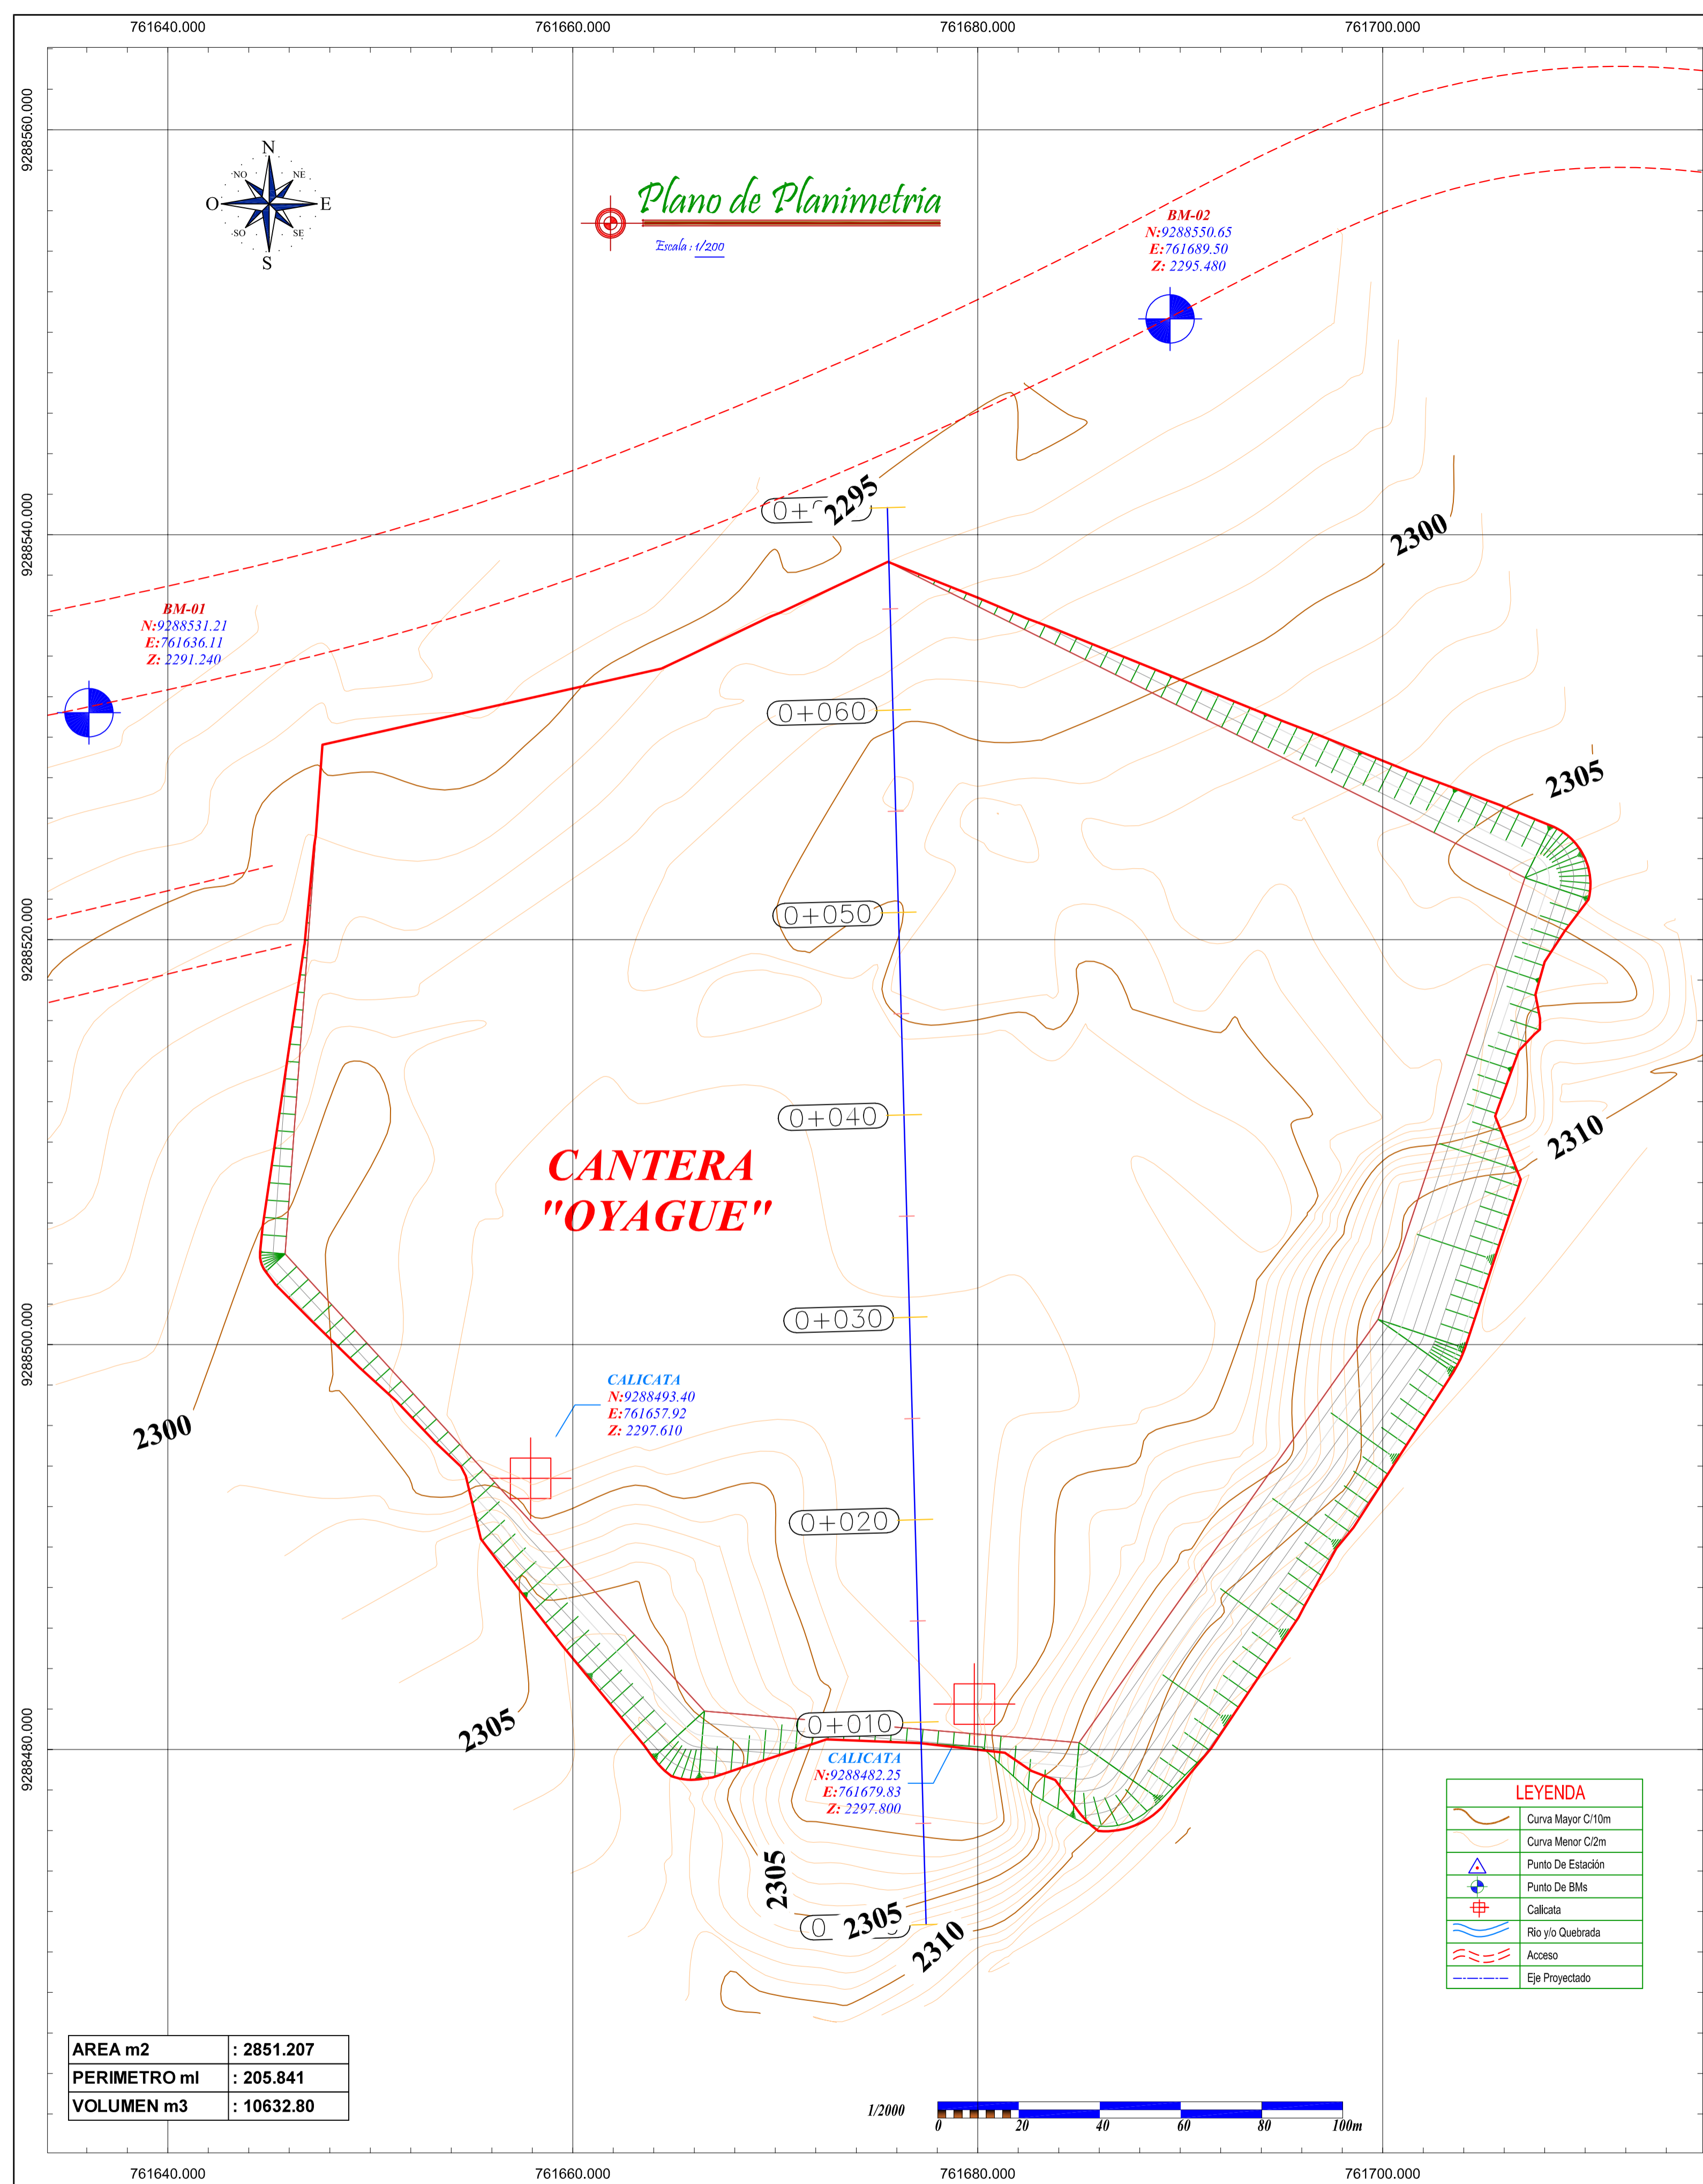 761640.000
761660.000
761680.000
761700.000
9288560.000
9288540.000
9288520.000
9288500.000
9288480.000
N
NO
NE
O
E
SO
SE
S
Plano de Planimetria
Escala : 1/200
BM-02
N:9288550.65
E:761689.50
Z: 2295.480
2295
0+
2300
BM-01
N:9288531.21
E:761636.11
Z: 2291.240
0+060
2305
0+050
0+040
2310
CANTERA
"OYAGUE"
0+030
CALICATA
N:9288493.40
E:761657.92
Z: 2297.610
2300
0+020
2305
0+010
CALICATA
N:9288482.25
E:761679.83
Z: 2297.800
2305
0
2305
2310
LEYENDA
Curva Mayor C/10m
Curva Menor C/2m
Punto De Estación
Punto De BMs
Calicata
Rio y/o Quebrada
Acceso
Eje Proyectado
AREA m2 : 2851.207
PERIMETRO ml : 205.841
VOLUMEN m3 : 10632.80
1/2000
0 20 40 60 80 100m
761640.000
761660.000
761680.000
761700.000